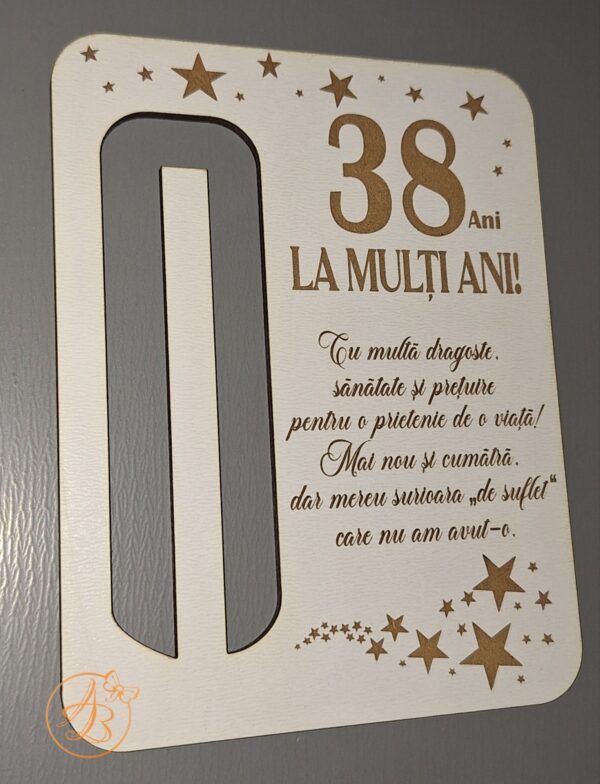 38 Ani
LA MULȚI ANI!
Cu multă dragoste,
sănătate și prețuire
pentru o prietenie de o viață!
Mai nou și cumătră,
dar mereu surioara „de suflet“
care nu am avut-o.
AB